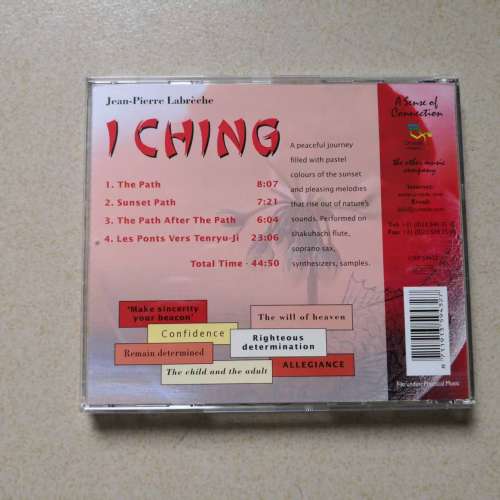 Jean-Pierre Labrèche
I CHING
1. The Path 8:07
2. Sunset Path 7:21
3. The Path After The Path 6:04
4. Les Ponts Vers Tenryu-Ji 23:06
Total Time - 44:50
A peaceful journey
filled with pastel
colours of the sunset
and pleasing melodies
that rise out of nature's
sounds. Performed on
shakuhachi flute,
soprano sax,
synthesizers, samples.
'Make sincerity
your beacon'
The will of heaven
Confidence
Righteous
determination
Remain determined
The child and the adult
ALLEGIANCE
A Sense of
Connection
the other music
company
File under: Practical Music